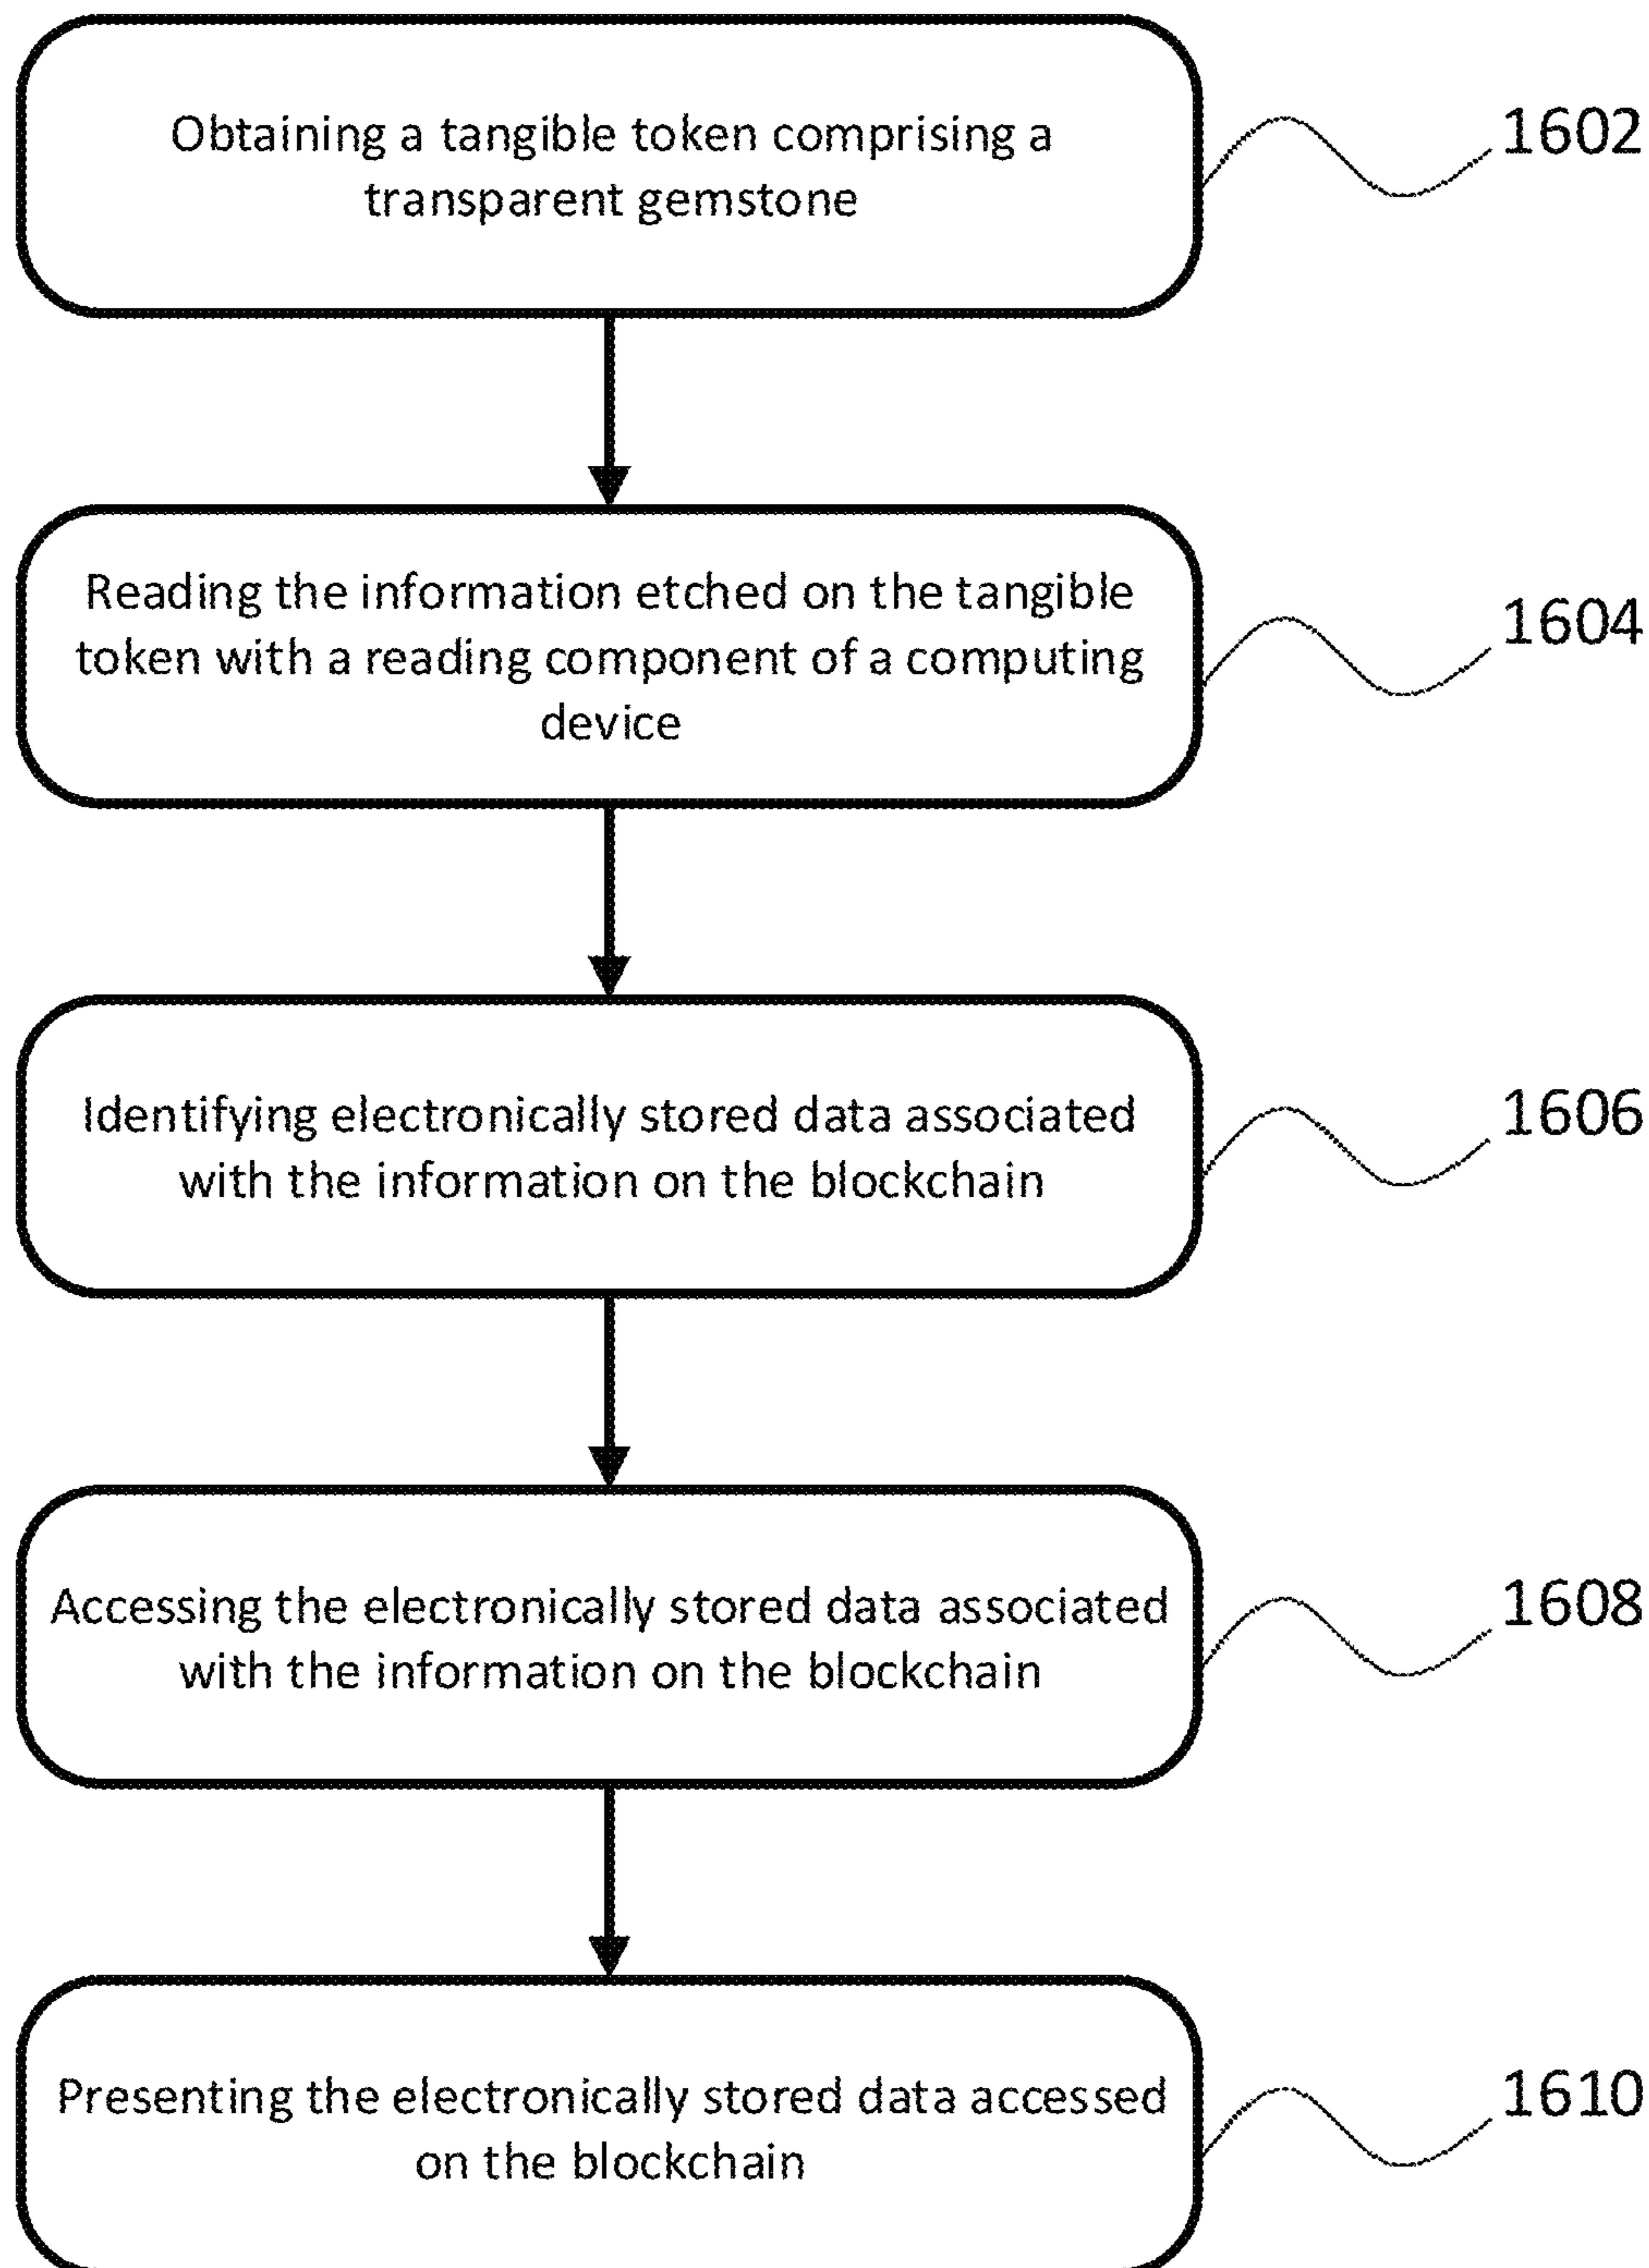 Obtaining a tangible token comprising a
transparent gemstone
1602
Reading the information etched on the tangible
token with a reading component of a computing
device
1604
Identifying electronically stored data associated
with the information on the blockchain
1606
Accessing the electronically stored data associated
with the information on the blockchain
1608
Presenting the electronically stored data accessed
on the blockchain
1610